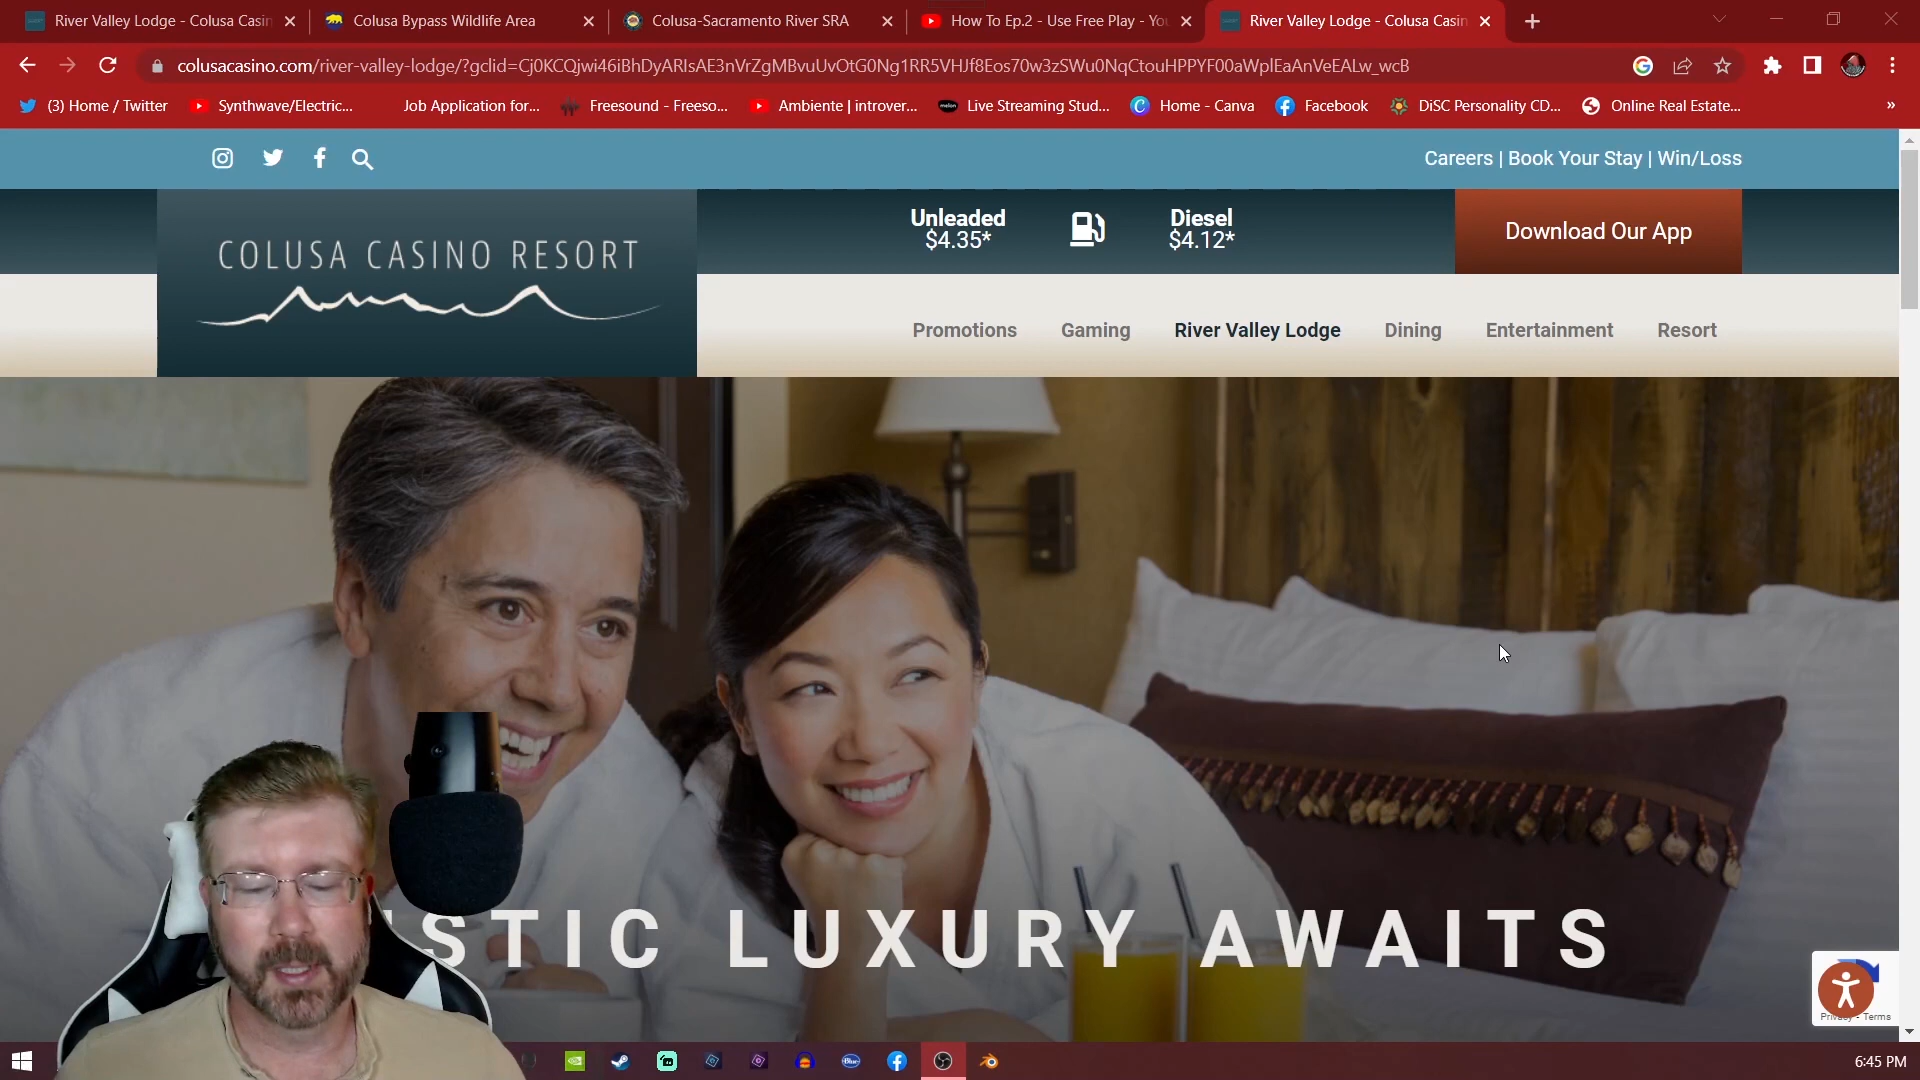 River Valley Lodge - Colusa Casin
Colusa Bypass Wildlife Area
Colusa-Sacramento River SRA
How To Ep.2 - Use Free Play - You
River Valley Lodge - Colusa Casin
colusacasino.com/river-valley-lodge/?gclid=Cj0KCQjwi46iBhDyARIsAE3nVrZgMBvuUvOtG0Ng1RR5VHJf8Eos70w3zSWu0NqCtouHPPYF00aWplEaAnVeEALw_wcB
(3) Home / Twitter
Synthwave/Electric...
Job Application for...
Freesound - Freeso...
Ambiente | introver...
Live Streaming Stud...
Home - Canva
Facebook
DiSC Personality CD...
Online Real Estate...
»
Careers | Book Your Stay | Win/Loss
COLUSA CASINO RESORT
Unleaded
$4.35*
Diesel
$4.12*
Download Our App
Promotions
Gaming
River Valley Lodge
Dining
Entertainment
Resort
STIC LUXURY AWAITS
Privacy - Terms
6:45 PM